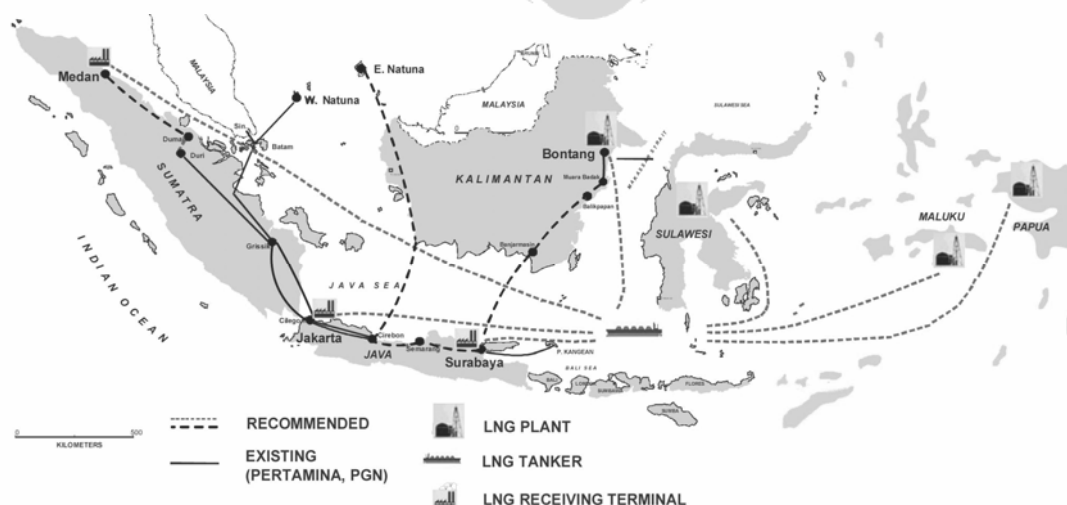 E. Natuna
Medan
MALAYSIA
W. Natuna
MALAYSIA
SULAWESI SEA
Sin
Dumai
Batam
Duri
Bontang
SUMATRA
KALIMANTAN
Muara Badak
Balikpapan
MALUKU
PAPUA
SULAWESI
Grissik
Banjarmasin
INDIAN OCEAN
JAVA SEA
Cilegon
Jakarta
Cirebon
JAVA
Semarang
Surabaya
P. KANGEAN
BALI SEA
BALI
FLORES
SUMBA
RECOMMENDED
LNG PLANT
0 500
KILOMETERS
EXISTING
(PERTAMINA, PGN)
LNG TANKER
LNG RECEIVING TERMINAL